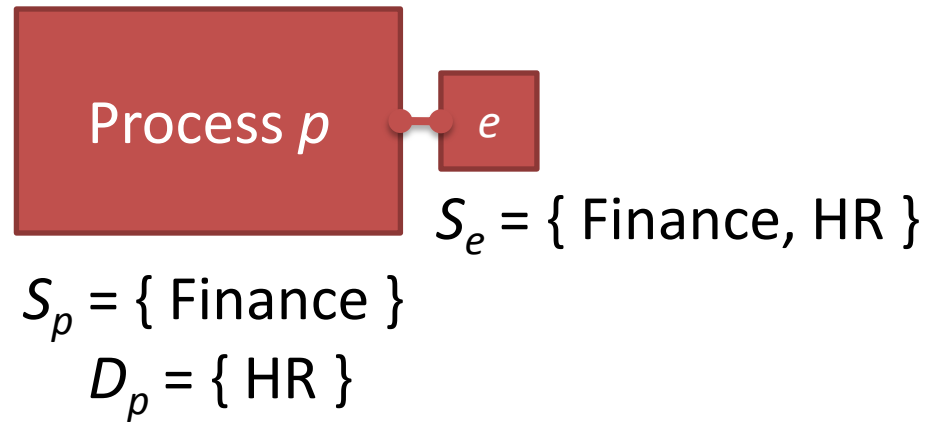 Process p
e
Sₑ = { Finance, HR }
Sₚ = { Finance }
Dₚ = { HR }